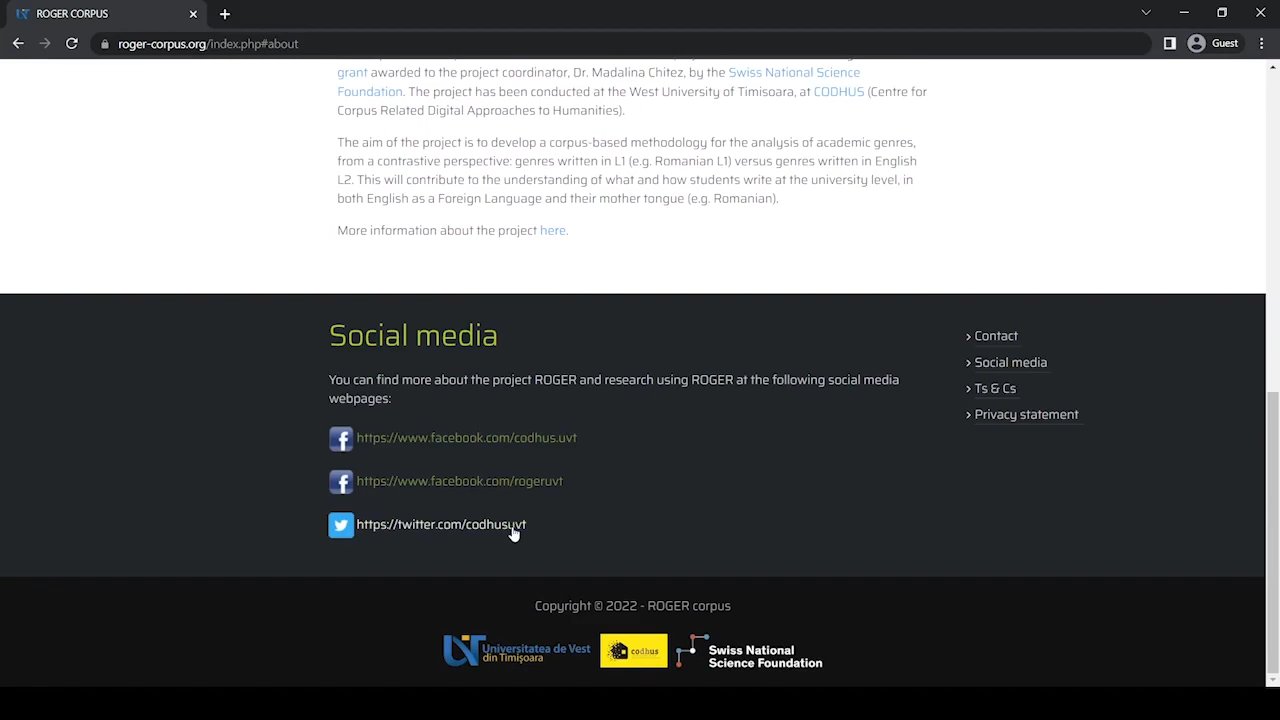 ROGER CORPUS
roger-corpus.org/index.php#about
Guest
grant awarded to the project coordinator, Dr. Madalina Chitez, by the Swiss National Science
Foundation. The project has been conducted at the West University of Timisoara, at CODHUS (Centre for
Corpus Related Digital Approaches to Humanities).
The aim of the project is to develop a corpus-based methodology for the analysis of academic genres,
from a contrastive perspective: genres written in L1 (e.g. Romanian L1) versus genres written in English
L2. This will contribute to the understanding of what and how students write at the university level, in
both English as a Foreign Language and their mother tongue (e.g. Romanian).
More information about the project here.
Social media
You can find more about the project ROGER and research using ROGER at the following social media
webpages:
https://www.facebook.com/codhus.uvt
https://www.facebook.com/rogeruvt
https://twitter.com/codhusuvt
> Contact
> Social media
> Ts & Cs
> Privacy statement
Copyright © 2022 - ROGER corpus
Universitatea de Vest
din Timișoara
codhus
Swiss National
Science Foundation